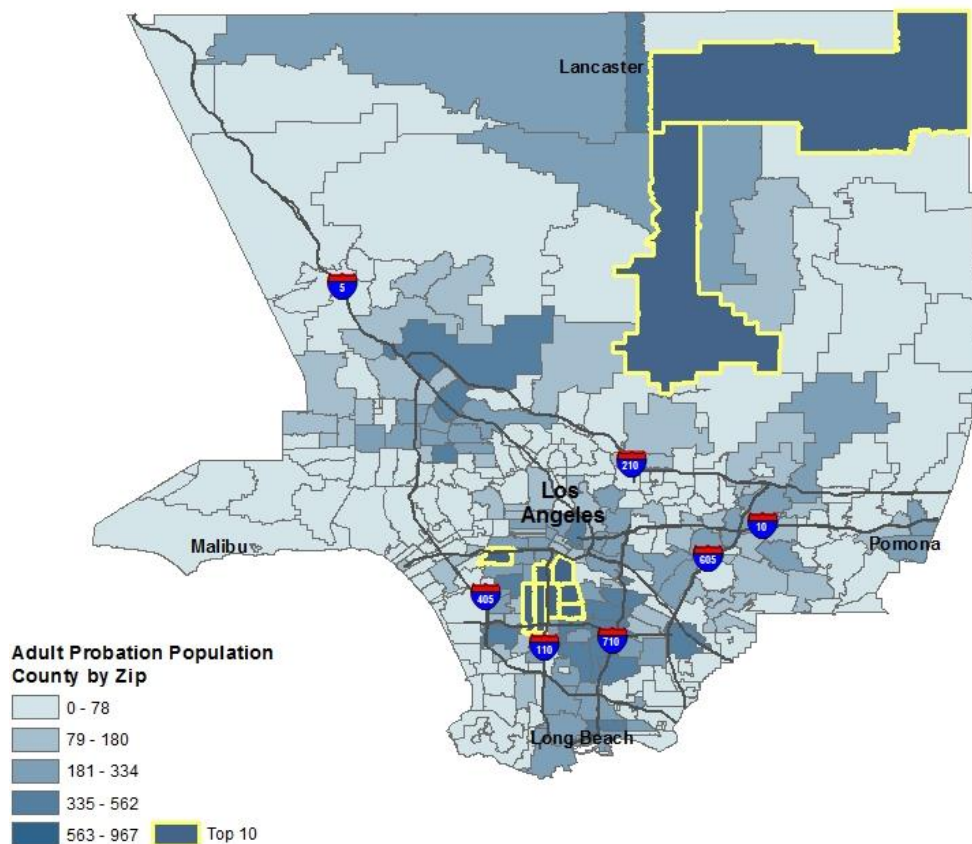 Lancaster
5
210
Los
Angeles
10
Malibu
Pomona
605
405
110
710
Long Beach
Adult Probation Population
County by Zip
0 - 78
79 - 180
181 - 334
335 - 562
563 - 967
Top 10